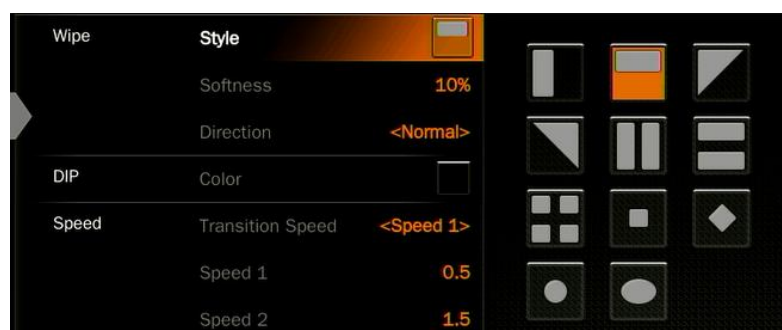 Wipe Style
Softness 10%
Direction <Normal>
DIP Color
Speed Transition Speed <Speed 1>
Speed 1 0.5
Speed 2 1.5